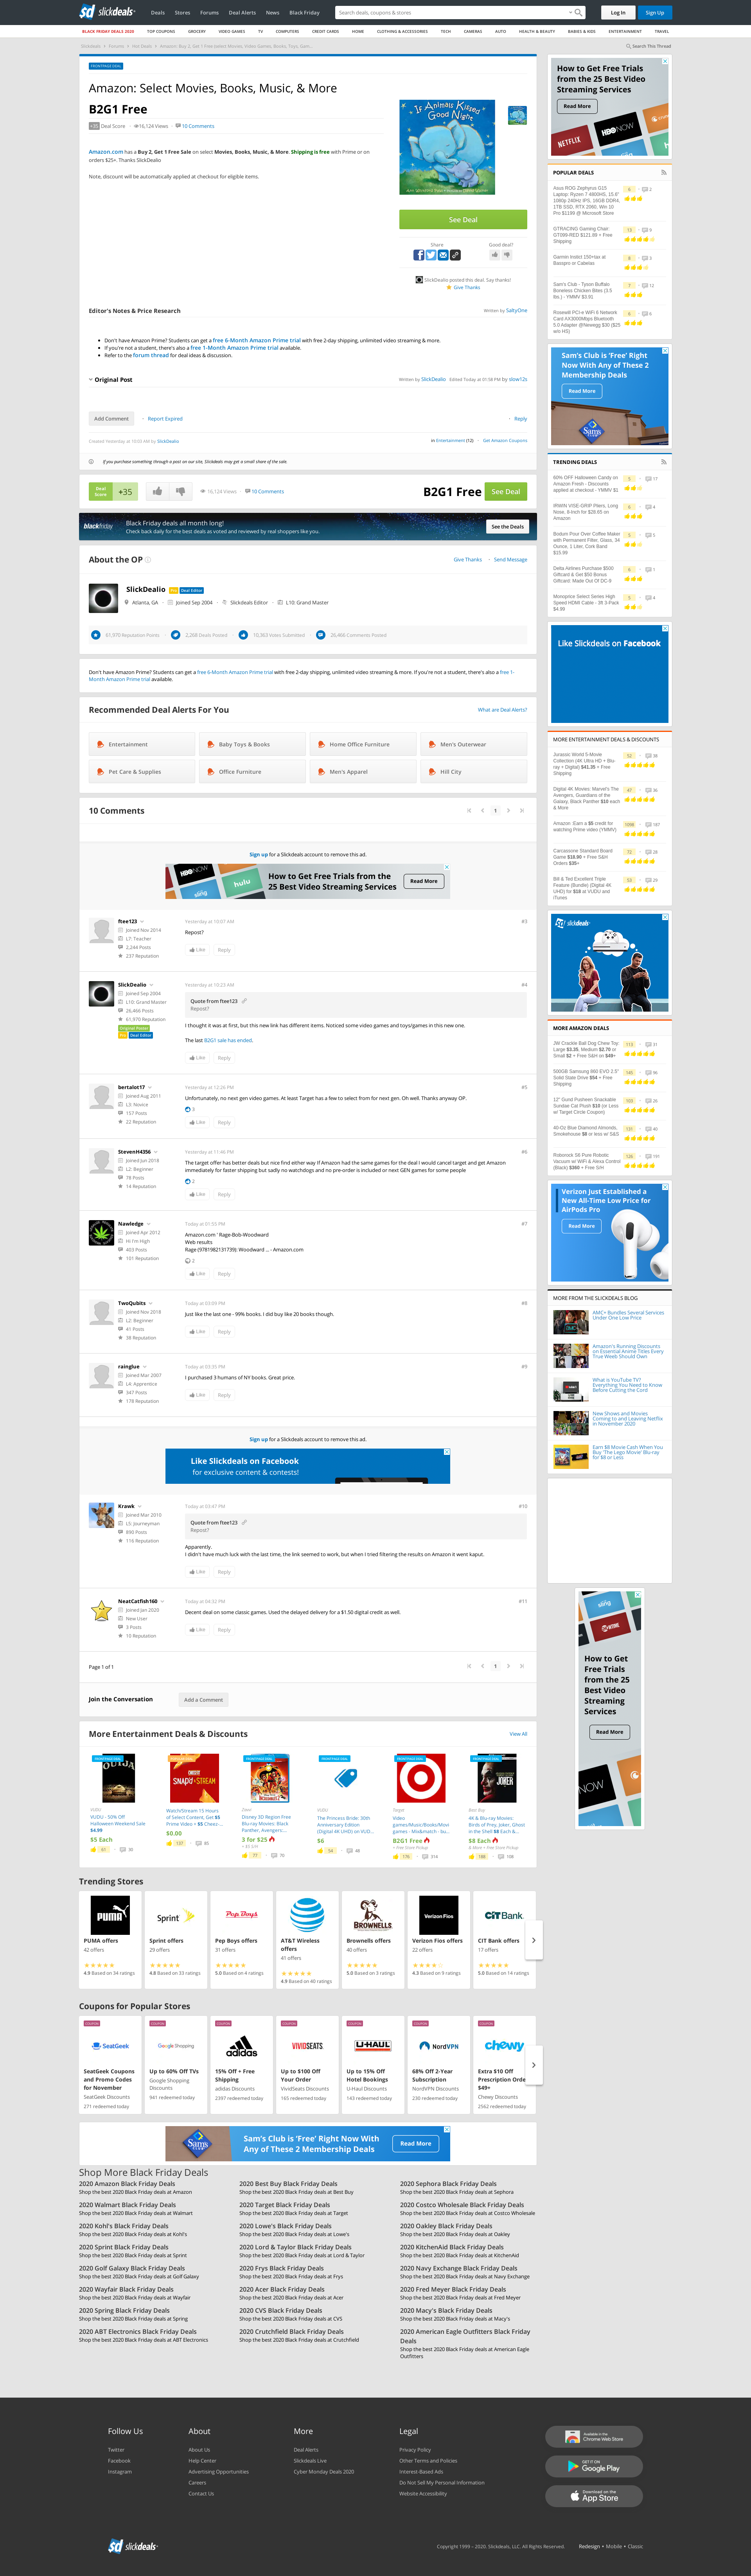 slickdeals
Deals Stores Forums Deal Alerts News Black Friday
Search deals, coupons & stores
Log In Sign Up
BLACK FRIDAY DEALS 2020 TOP COUPONS GROCERY VIDEO GAMES TV COMPUTERS CREDIT CARDS HOME CLOTHING & ACCESSORIES TECH CAMERAS AUTO HEALTH & BEAUTY BABIES & KIDS ENTERTAINMENT TRAVEL
Search This Thread
FRONTPAGE DEAL
Amazon: Select Movies, Books, Music, & More
B2G1 Free
+35 Deal Score 16,124 Views 10 Comments
Amazon.com has a Buy 2, Get 1 Free Sale on select Movies, Books, Music, & More. Shipping is free with Prime or on
orders $25+. Thanks SlickDealio
Note, discount will be automatically applied at checkout for eligible items.
If Animals Kissed Good Night
See Deal
Share Good deal?
SlickDealio posted this deal. Say thanks!
Give Thanks
Editor's Notes & Price Research
Written by SaltyOne
Don't have Amazon Prime? Students can get a free 6-Month Amazon Prime trial with free 2-day shipping, unlimited video streaming & more.
If you're not a student, there's also a free 1-Month Amazon Prime trial available.
Refer to the forum thread for deal ideas & discussion.
Original Post
Written by SlickDealio Edited Today at 01:58 PM by slow12s
Add Comment Report Expired Reply
Created Yesterday at 10:03 AM by SlickDealio
in Entertainment (12) Get Amazon Coupons
If you purchase something through a post on our site, Slickdeals may get a small share of the sale.
Deal Score +35
16,124 Views 10 Comments
B2G1 Free See Deal
blackfriday
Black Friday deals all month long!
Check back daily for the best deals as voted and reviewed by real shoppers like you.
See the Deals
About the OP
Give Thanks Send Message
SlickDealio Pro Deal Editor
Atlanta, GA Joined Sep 2004 Slickdeals Editor L10: Grand Master
61,970 Reputation Points 2,268 Deals Posted 10,363 Votes Submitted 26,466 Comments Posted
Don't have Amazon Prime? Students can get a free 6-Month Amazon Prime trial with free 2-day shipping, unlimited video streaming & more. If you're not a student, there's also a free 1-
Month Amazon Prime trial available.
Recommended Deal Alerts For You
What are Deal Alerts?
Entertainment Baby Toys & Books Home Office Furniture Men's Outerwear
Pet Care & Supplies Office Furniture Men's Apparel Hill City
10 Comments
1
Sign up for a Slickdeals account to remove this ad.
NBC NOW hulu
How to Get Free Trials from the
25 Best Video Streaming Services
Read More
ftee123
Joined Nov 2014
L7: Teacher
2,244 Posts
237 Reputation
Yesterday at 10:07 AM #3
Repost?
Like Reply
SlickDealio
Joined Sep 2004
L10: Grand Master
26,466 Posts
61,970 Reputation
Original Poster
Pro Deal Editor
Yesterday at 10:23 AM #4
Quote from ftee123
Repost?
I thought it was at first, but this new link has different items. Noticed some video games and toys/games in this new one.
The last B2G1 sale has ended.
Like Reply
bertalot17
Joined Aug 2011
L3: Novice
157 Posts
22 Reputation
Yesterday at 12:26 PM #5
Unfortunately, no next gen video games. At least Target has a few to select from for next gen. Oh well. Thanks anyway OP.
3
Like Reply
StevenH4356
Joined Jun 2018
L2: Beginner
78 Posts
14 Reputation
Yesterday at 11:46 PM #6
The target offer has better deals but nice find either way if Amazon had the same games for the deal I would cancel target and get Amazon
immediately for faster shipping but sadly no watchdogs and no pre-order is included or next GEN games for some people
2
Like Reply
Nawledge
Joined Apr 2012
Hi I'm High
403 Posts
101 Reputation
Today at 01:55 PM #7
Amazon.com ' Rage-Bob-Woodward
Web results
Rage (9781982131739): Woodward ... - Amazon.com
2
Like Reply
TwoQubits
Joined Nov 2018
L2: Beginner
41 Posts
38 Reputation
Today at 03:09 PM #8
Just like the last one - 99% books. I did buy like 20 books though.
Like Reply
rainglue
Joined Mar 2007
L4: Apprentice
347 Posts
178 Reputation
Today at 03:35 PM #9
I purchased 3 humans of NY books. Great price.
Like Reply
Sign up for a Slickdeals account to remove this ad.
Like Slickdeals on Facebook
for exclusive content & contests!
Krawk
Joined Mar 2010
L5: Journeyman
890 Posts
116 Reputation
Today at 03:47 PM #10
Quote from ftee123
Repost?
Apparently.
I didn't have much luck with the last time, the link seemed to work, but when I tried filtering the results on Amazon it went kaput.
Like Reply
NeatCatfish160
Joined Jan 2020
New User
3 Posts
10 Reputation
Today at 04:32 PM #11
Decent deal on some classic games. Used the delayed delivery for a $1.50 digital credit as well.
Like Reply
Page 1 of 1
1
Join the Conversation Add a Comment
More Entertainment Deals & Discounts
View All
VUDU
VUDU - 50% Off
Halloween Weekend Sale
$4.99
$5 Each
61 30
Watch/Stream 15 Hours
of Select Content, Get $5
Prime Video + $5 Cheez-...
$0.00
137 85
Zavvi
Disney 3D Region Free
Blu-ray Movies: Black
Panther, Avengers:...
3 for $25
77 70
VUDU
The Princess Bride: 30th
Anniversary Edition
(Digital 4K UHD) on VUD...
$6
54 48
Target
Video
games/Music/Books/Movi
games - Mix&match - bu...
B2G1 Free
+ Free Store Pickup
776 314
Best Buy
4K & Blu-ray Movies:
Birds of Prey, Joker, Ghost
in the Shell $8 Each &...
$8 Each
& More + Free Store Pickup
188 108
Trending Stores
PUMA offers
42 offers
4.9 Based on 34 ratings
Sprint offers
29 offers
4.8 Based on 33 ratings
Pep Boys offers
31 offers
5.0 Based on 4 ratings
AT&T Wireless
offers
41 offers
4.9 Based on 40 ratings
Brownells offers
40 offers
5.0 Based on 3 ratings
Verizon Fios offers
22 offers
4.3 Based on 9 ratings
CIT Bank offers
17 offers
5.0 Based on 14 ratings
Coupons for Popular Stores
SeatGeek Coupons
and Promo Codes
for November
SeatGeek Discounts
271 redeemed today
Up to 60% Off TVs
Google Shopping
Discounts
941 redeemed today
15% Off + Free
Shipping
adidas Discounts
2397 redeemed today
Up to $100 Off
Your Order
VividSeats Discounts
165 redeemed today
Up to 15% Off
Hotel Bookings
U-Haul Discounts
143 redeemed today
68% Off 2-Year
Subscription
NordVPN Discounts
230 redeemed today
Extra $10 Off
Prescription Orde
$49+
Chewy Discounts
2562 redeemed today
Sam's Club is 'Free' Right Now With
Any of These 2 Membership Deals
Read More
Shop More Black Friday Deals
2020 Amazon Black Friday Deals
Shop the best 2020 Black Friday deals at Amazon
2020 Best Buy Black Friday Deals
Shop the best 2020 Black Friday deals at Best Buy
2020 Sephora Black Friday Deals
Shop the best 2020 Black Friday deals at Sephora
2020 Walmart Black Friday Deals
Shop the best 2020 Black Friday deals at Walmart
2020 Target Black Friday Deals
Shop the best 2020 Black Friday deals at Target
2020 Costco Wholesale Black Friday Deals
Shop the best 2020 Black Friday deals at Costco Wholesale
2020 Kohl's Black Friday Deals
Shop the best 2020 Black Friday deals at Kohl's
2020 Lowe's Black Friday Deals
Shop the best 2020 Black Friday deals at Lowe's
2020 Oakley Black Friday Deals
Shop the best 2020 Black Friday deals at Oakley
2020 Sprint Black Friday Deals
Shop the best 2020 Black Friday deals at Sprint
2020 Lord & Taylor Black Friday Deals
Shop the best 2020 Black Friday deals at Lord & Taylor
2020 KitchenAid Black Friday Deals
Shop the best 2020 Black Friday deals at KitchenAid
2020 Golf Galaxy Black Friday Deals
Shop the best 2020 Black Friday deals at Golf Galaxy
2020 Frys Black Friday Deals
Shop the best 2020 Black Friday deals at Frys
2020 Navy Exchange Black Friday Deals
Shop the best 2020 Black Friday deals at Navy Exchange
2020 Wayfair Black Friday Deals
Shop the best 2020 Black Friday deals at Wayfair
2020 Acer Black Friday Deals
Shop the best 2020 Black Friday deals at Acer
2020 Fred Meyer Black Friday Deals
Shop the best 2020 Black Friday deals at Fred Meyer
2020 Spring Black Friday Deals
Shop the best 2020 Black Friday deals at Spring
2020 CVS Black Friday Deals
Shop the best 2020 Black Friday deals at CVS
2020 Macy's Black Friday Deals
Shop the best 2020 Black Friday deals at Macy's
2020 ABT Electronics Black Friday Deals
Shop the best 2020 Black Friday deals at ABT Electronics
2020 Crutchfield Black Friday Deals
Shop the best 2020 Black Friday deals at Crutchfield
2020 American Eagle Outfitters Black Friday
Deals
Shop the best 2020 Black Friday deals at American Eagle
Outfitters
How to Get Free Trials
from the 25 Best Video
Streaming Services
Read More
POPULAR DEALS
Asus ROG Zephyrus G15
Laptop: Ryzen 7 4800HS, 15.6"
1080p 240Hz IPS, 16GB DDR4,
1TB SSD, RTX 2060, Win 10
Pro $1199 @ Microsoft Store
GTRACING Gaming Chair:
GT099-RED $121.99 + Free
Shipping
Garmin Instict 150+tax at
Basspro or Cabelas
Sam's Club - Tyson Buffalo
Boneless Chicken Bites (3.5
lbs.) - YMMV $3.91
Rosewill PCI-e WiFi 6 Network
Card AX3000Mbps Bluetooth
5.0 Adapter @Newegg $30 ($25
w/o HS)
Sam's Club Is 'Free' Right
Now With Any of These 2
Membership Deals
Read More
TRENDING DEALS
60% OFF Halloween Candy on
Amazon Fresh - Discounts
applied at checkout - YMMV $1
IRWIN VISE-GRIP Pliers, Long
Nose, 8-Inch for $28.65 on
Amazon
Bodum Pour Over Coffee Maker
with Permanent Filter, Glass, 34
Ounce, 1 Liter, Cork Band
$15.89
Delta Airlines Purchase $500
Giftcard & Get $50 Bonus
Giftcard. Made Out Of DC-9
Monoprice Select Series High
Speed HDMI Cable - 3ft 3-Pack
$4.99
Like Slickdeals on Facebook
MORE ENTERTAINMENT DEALS & DISCOUNTS
Jurassic World 5-Movie
Collection (4K Ultra HD + Blu-
ray + Digital) $41.35 + Free
Shipping
Digital 4K Movies: Marvel's The
Avengers, Guardians of the
Galaxy, Black Panther $10 each
& More
Amazon: Earn a $5 credit for
watching Prime video (YMMV)
Carcassonne Standard Board
Game $18.90 + Free S&H
Orders $35+
Bill & Ted Excellent Triple
Feature (Bundle) (Digital 4K
UHD) for $18 at VUDU and
iTunes
slickdeals
MORE AMAZON DEALS
JW Crackle Ball Dog Chew Toy:
Large $3.35, Medium $2.70 or
Small $2 + Free S&H on $49+
500GB Samsung 860 EVO 2.5"
Solid State Drive $54 + Free
Shipping
12" Gund Pusheen Snackable
Sundae Cat Plush $10 (or Less
w/ Target Circle Coupon)
40-Oz Blue Diamond Almonds,
Smokehouse $8 or less w/ S&S
Roborock S6 Pure Robotic
Vacuum w/ WiFi & Alexa Control
(Black) $360 + Free S/H
Verizon Just Established a
New All-Time Low Price for
AirPods Pro
Read More
MORE FROM THE SLICKDEALS BLOG
AMC+ Bundles Several Services
Under One Low Price
Amazon's Running Discounts
on Essential Anime Titles Every
True Weeb Should Own
What is YouTube TV?
Everything You Need to Know
Before Cutting the Cord
New Shows and Movies
Coming to and Leaving Netflix
in November 2020
Earn $8 Movie Cash When You
Buy 'The Lego Movie' Blu-ray
for $8 or Less
sling
SHOWTIME
How to Get
Free Trials
from the 25
Best Video
Streaming
Services
Read More
NOW
Follow Us About More Legal
Twitter
Facebook
Instagram
About Us
Help Center
Advertising Opportunities
Careers
Contact Us
Deal Alerts
Slickdeals Live
Cyber Monday Deals 2020
Privacy Policy
Other Terms and Policies
Interest-Based Ads
Do Not Sell My Personal Information
Website Accessibility
Available in the
Chrome Web Store
GET IT ON
Google Play
Download on the
App Store
slickdeals
Copyright 1999 - 2020. Slickdeals, LLC. All Rights Reserved. Redesign • Mobile • Classic